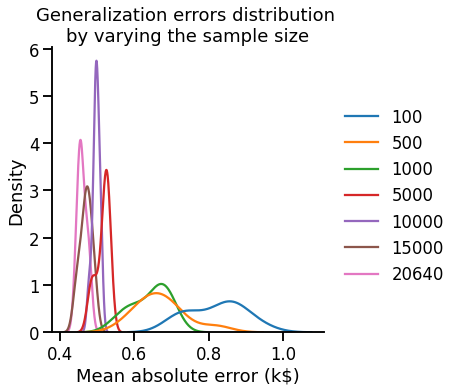 Generalization errors distribution
by varying the sample size
6
5
4
3
2
1
0
Density
0.4 0.6 0.8 1.0
Mean absolute error (k$)
100
500
1000
5000
10000
15000
20640